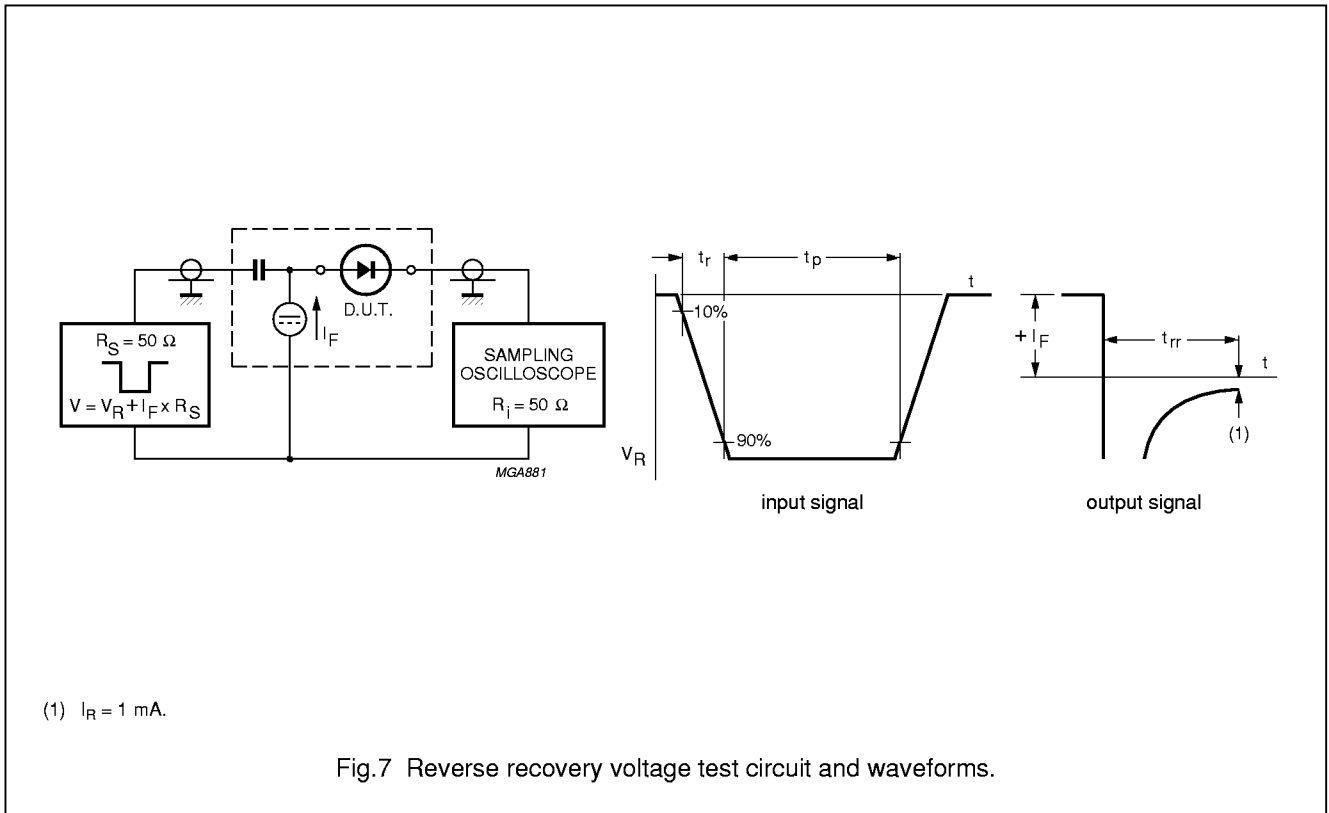 R_S = 50 Ω
V = V_R + I_F x R_S
I_F
D.U.T.
SAMPLING
OSCILLOSCOPE
R_i = 50 Ω
MGA881
t_r
t_p
t
10%
90%
V_R
input signal
+ I_F
t_rr
t
(1)
output signal
(1) I_R = 1 mA.
Fig.7 Reverse recovery voltage test circuit and waveforms.